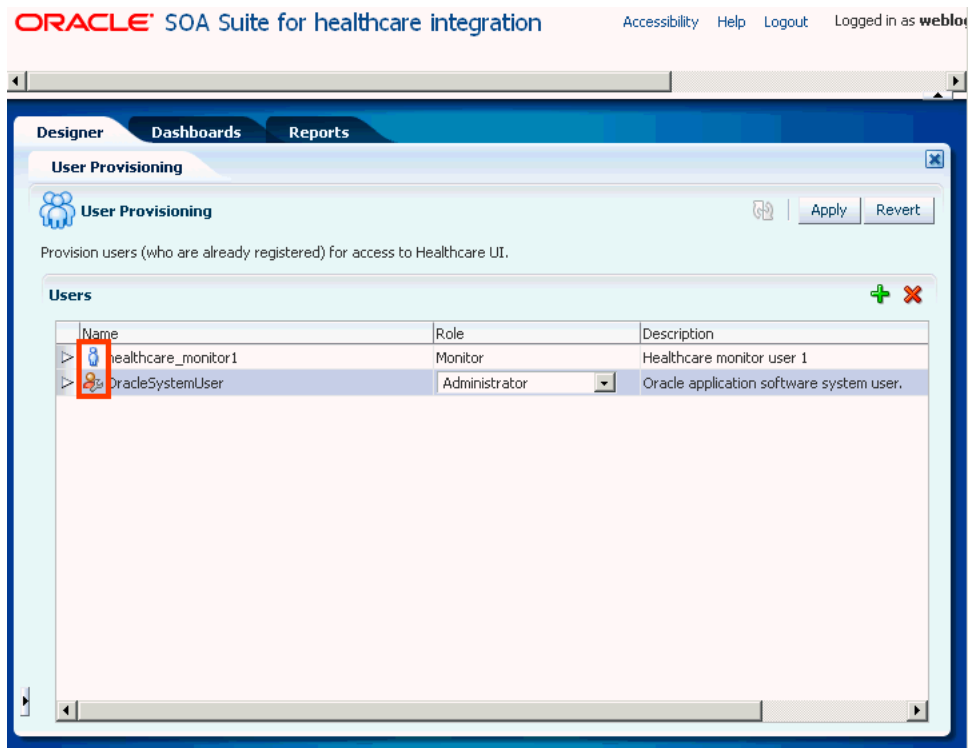 ORACLE SOA Suite for healthcare integration Accessibility Help Logout Logged in as
Designer Dashboards Reports
User Provisioning
User Provisioning Apply Revert
Provision users (who are already registered) for access to Healthcare UI.
Users
Name Role Description
healthcare_monitor1 Monitor Healthcare monitor user 1
OracleSystemUser Administrator Oracle application software system user.